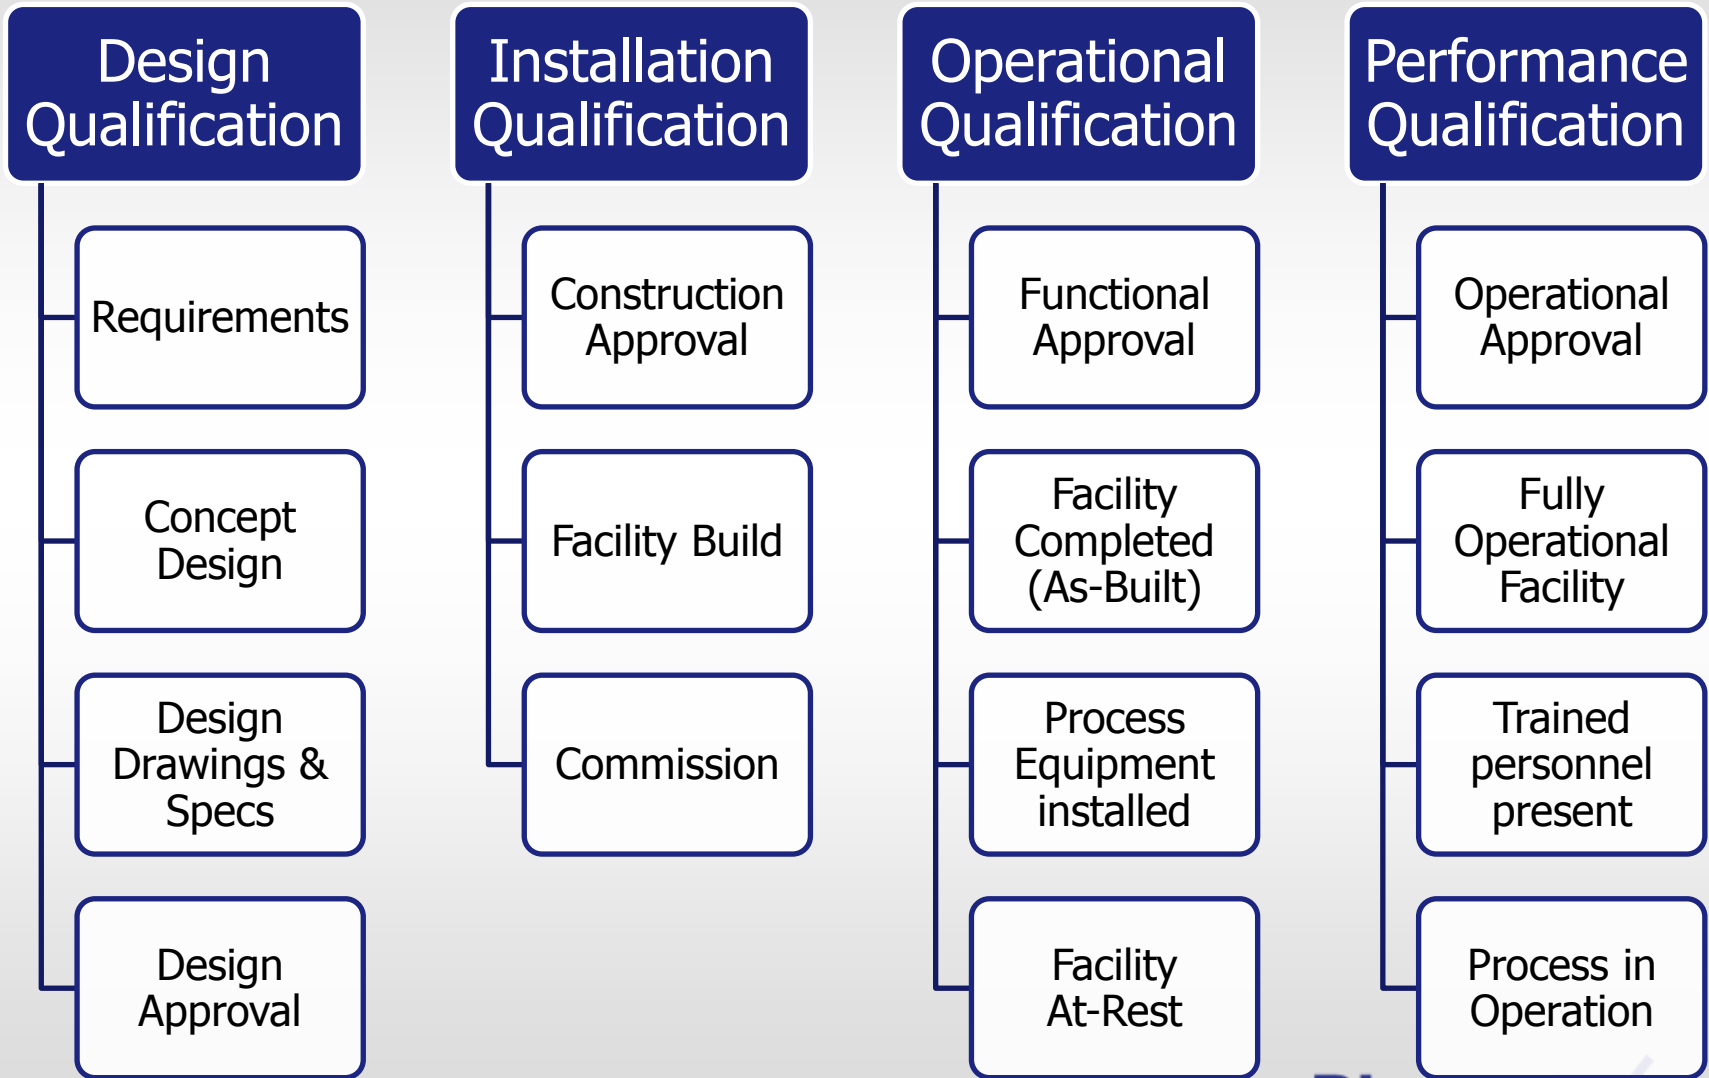 Design
Qualification
Requirements
Concept
Design
Design
Drawings &
Specs
Design
Approval
Installation
Qualification
Construction
Approval
Facility Build
Commission
Operational
Qualification
Functional
Approval
Facility
Completed
(As-Built)
Process
Equipment
installed
Facility
At-Rest
Performance
Qualification
Operational
Approval
Fully
Operational
Facility
Trained
personnel
present
Process in
Operation